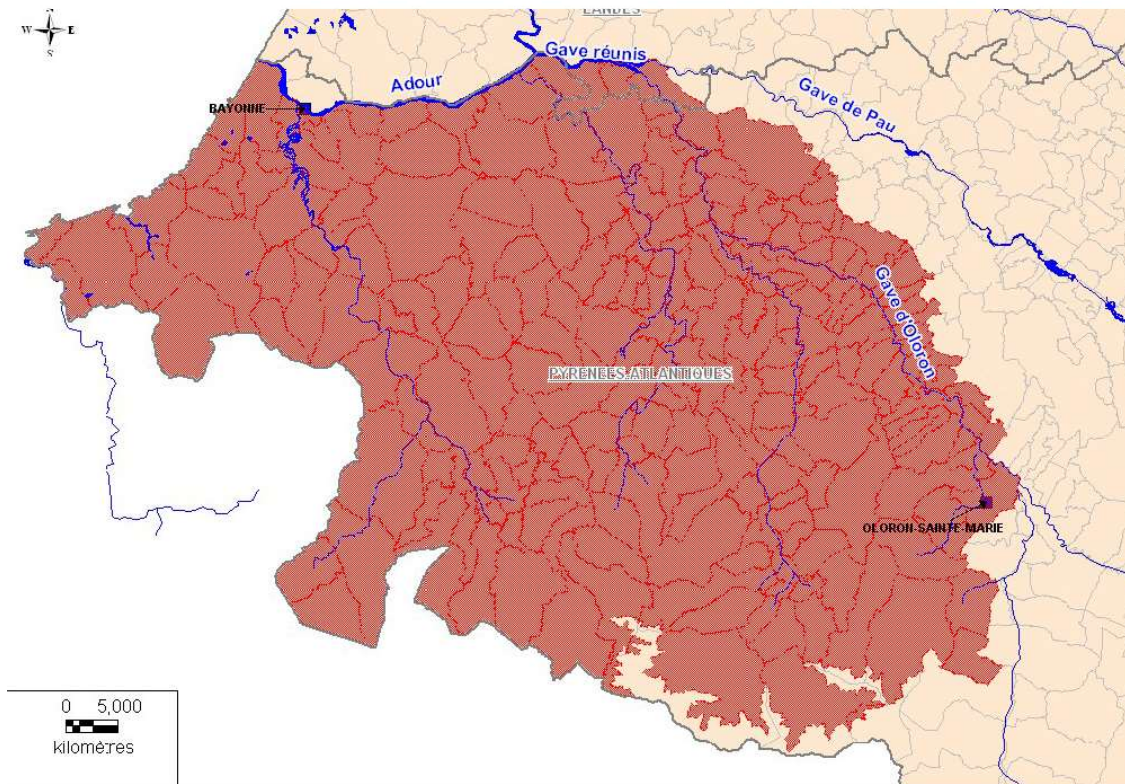 LANDES
N
W E
S
Gave réunis
Adour
Gave de Pau
BAYONNE
Gave d'Oloron
PYRENEES-ATLANTIQUES
OLORON-SAINTE-MARIE
0 5,000
kilomètres